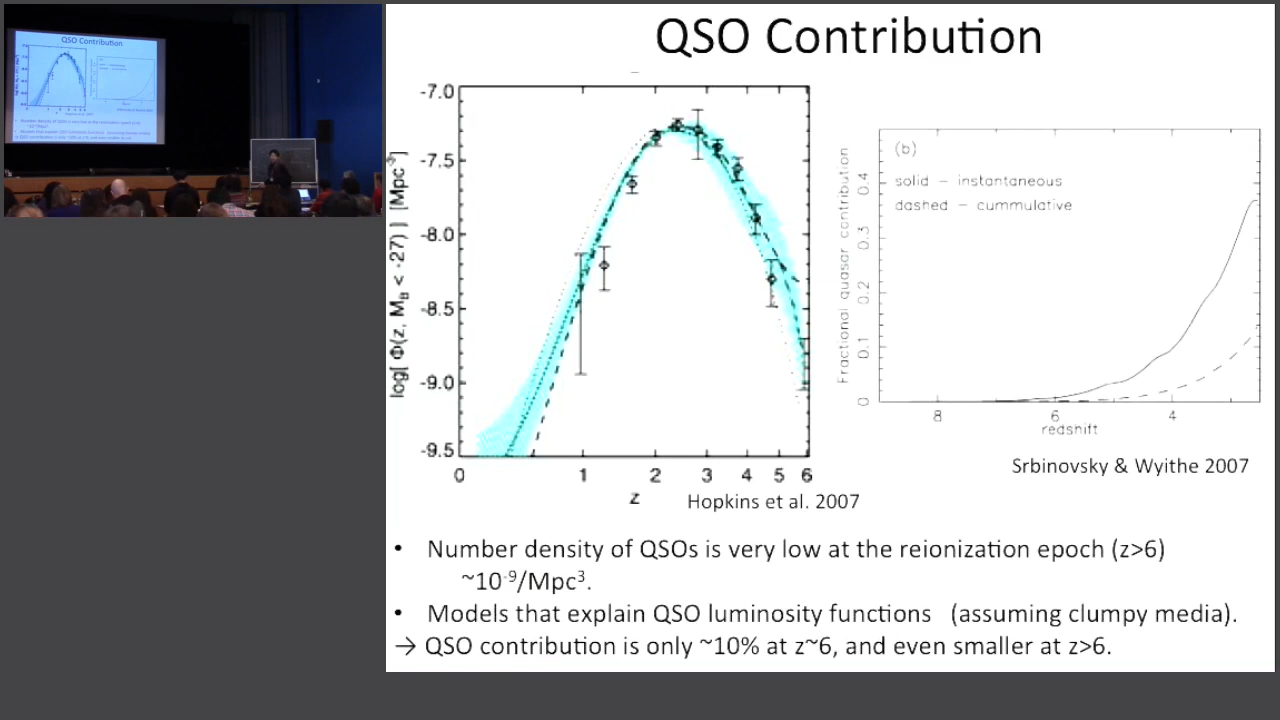 QSO Contribution
-7.0
-7.5
-8.0
-8.5
-9.0
-9.5
log[ Φ(z, M_B < -27) ] [Mpc⁻³]
0 1 2 3 4 5 6
z
Hopkins et al. 2007
(b)
solid – instantaneous
dashed – cummulative
Fractional quasar contribution
0 0.1 0.2 0.3 0.4
8 6 4
redshift
Srbinovsky & Wyithe 2007
• Number density of QSOs is very low at the reionization epoch (z>6)
~10⁻⁹/Mpc³.
• Models that explain QSO luminosity functions (assuming clumpy media).
→ QSO contribution is only ~10% at z~6, and even smaller at z>6.
QSO Contribution